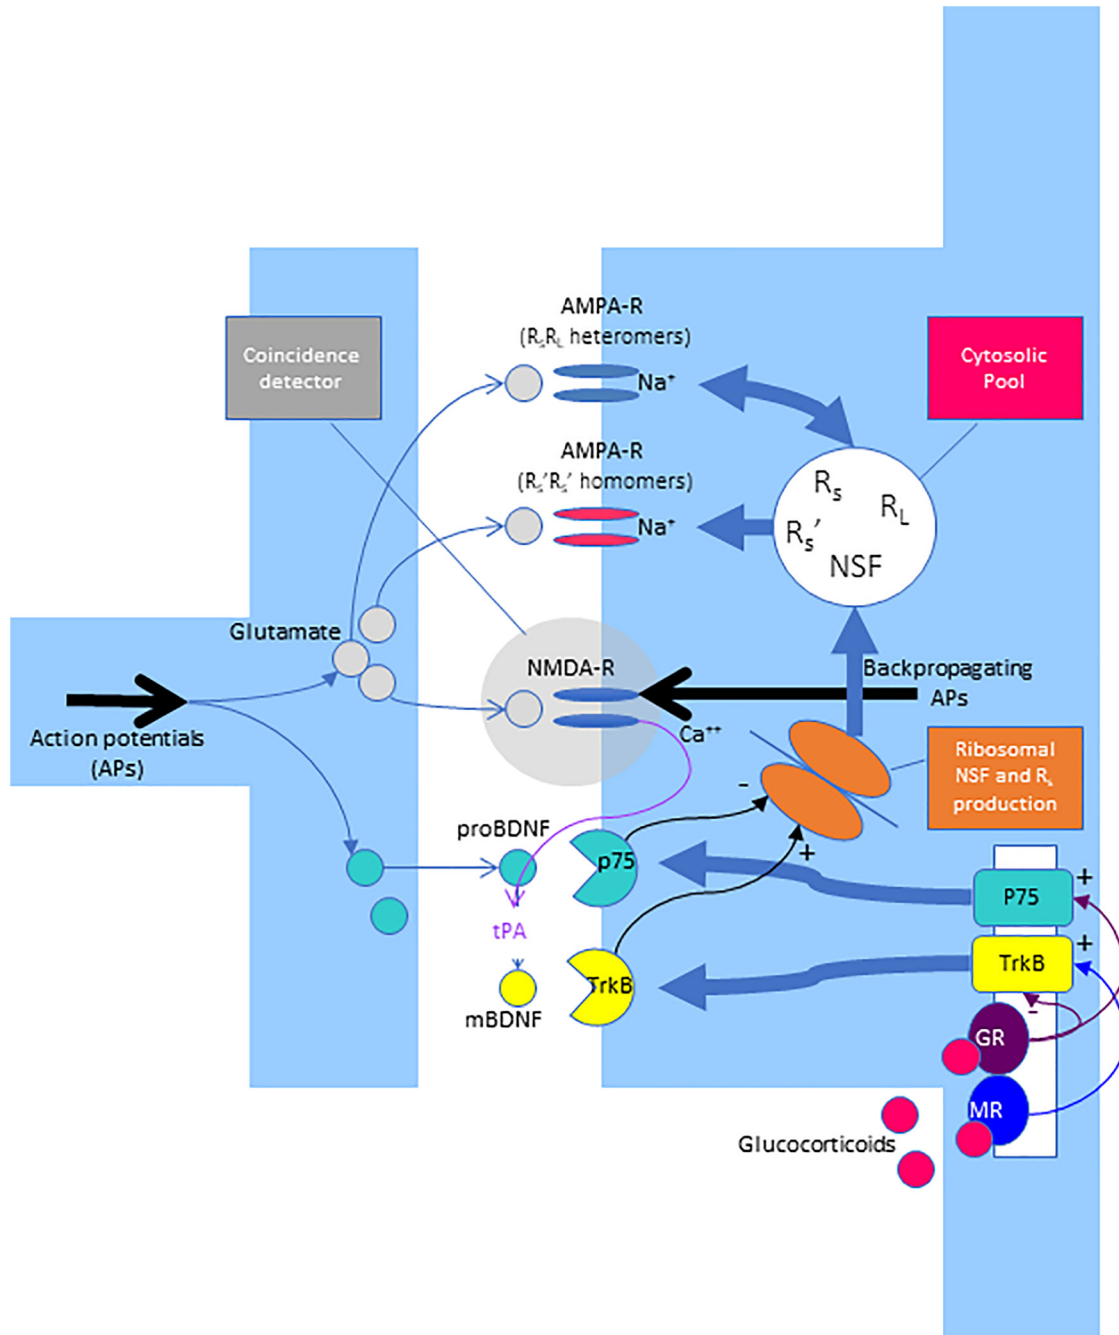 AMPA-R
(RₛR_L heteromers)
Na⁺
Coincidence
detector
Cytosolic
Pool
AMPA-R
(Rₛ’Rₛ’ homomers)
Na⁺
Rₛ
R_L
Rₛ’
NSF
Glutamate
NMDA-R
Backpropagating
APs
Action potentials
(APs)
Ca⁺⁺
Ribosomal
NSF and Rₛ
production
-
+
proBDNF
p75
P75
+
tPA
TrkB
mBDNF
TrkB
+
-
GR
MR
Glucocorticoids